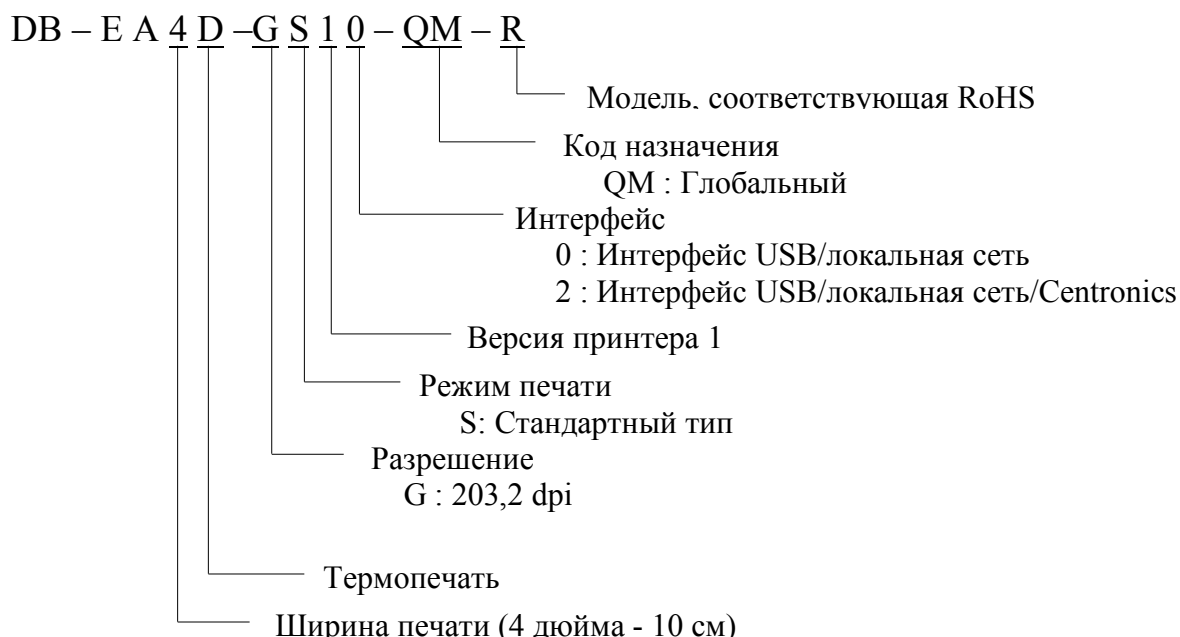 DB – E A 4 D –G S 1 0 – QM – R
Модель, соответствующая RoHS
Код назначения
QM : Глобальный
Интерфейс
0 : Интерфейс USB/локальная сеть
2 : Интерфейс USB/локальная сеть/Centronics
Версия принтера 1
Режим печати
S: Стандартный тип
Разрешение
G : 203,2 dpi
Термопечать
Ширина печати (4 дюйма - 10 см)